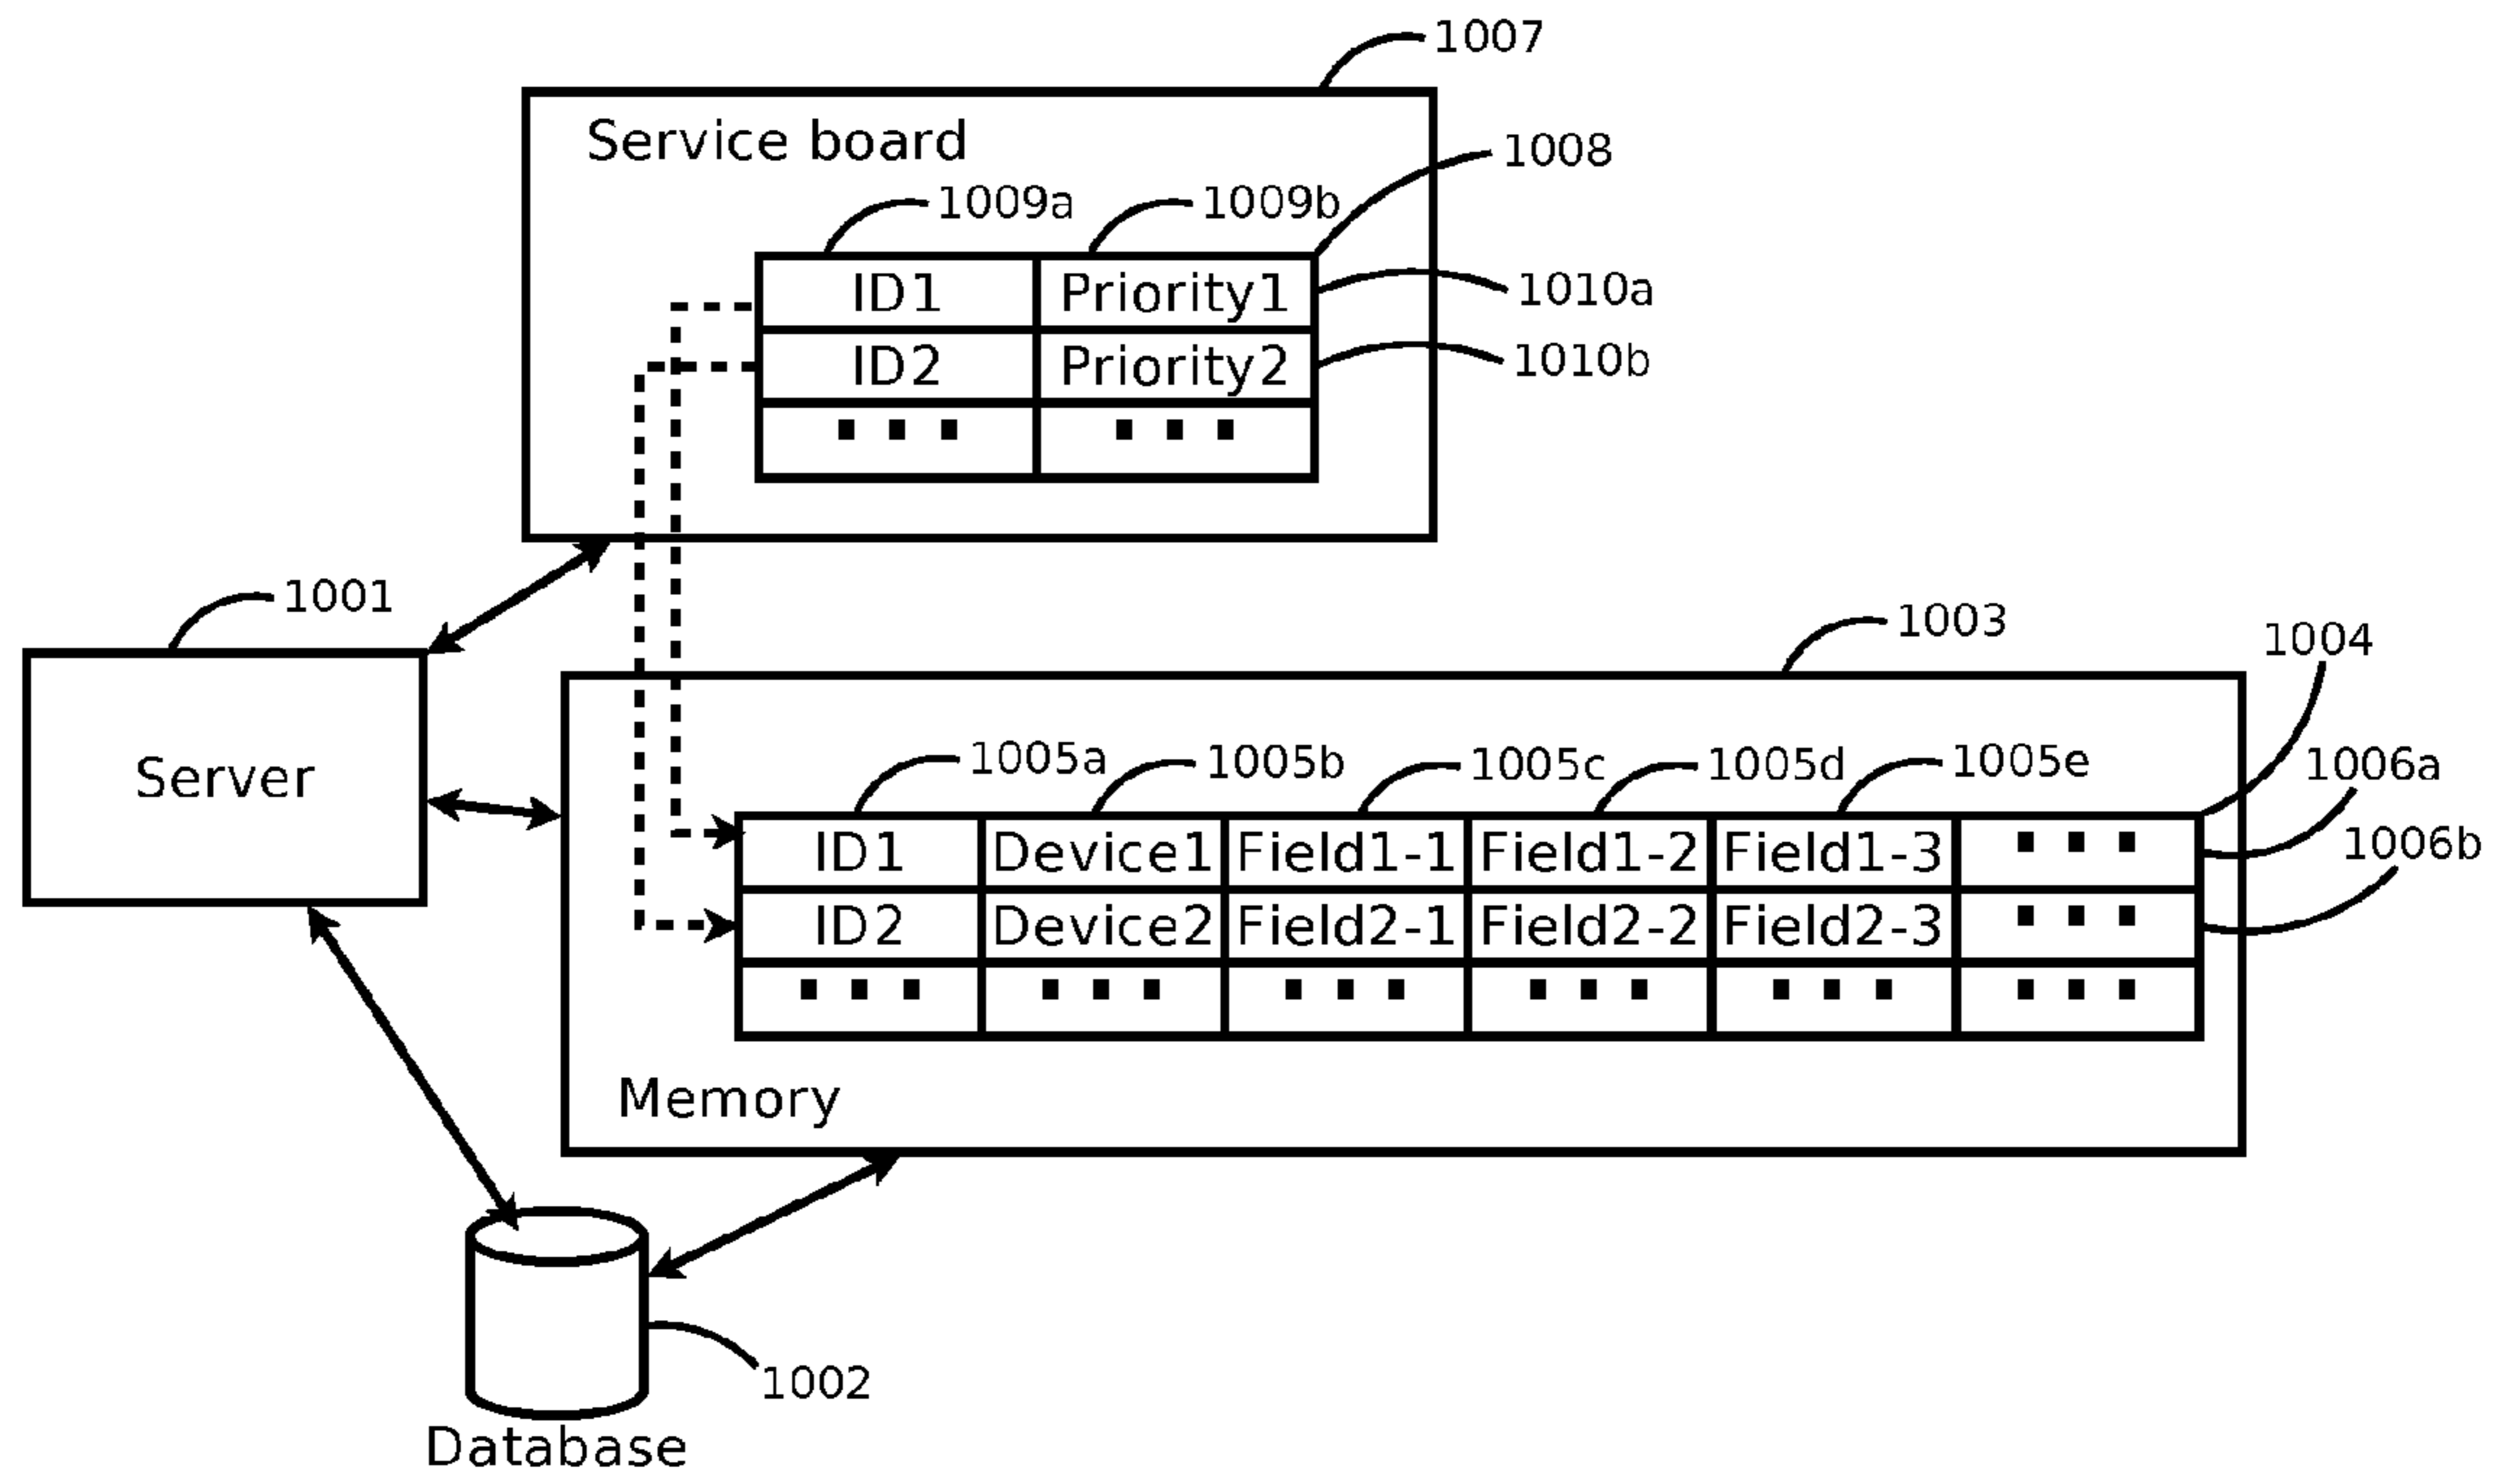 1007
Service board
1008
1009a 1009b
ID1 Priority1 1010a
ID2 Priority2 1010b
... ...
1001
1003
1004
Server
1005a 1005b 1005c 1005d 1005e 1006a
ID1 Device1 Field1-1 Field1-2 Field1-3 ...
1006b
ID2 Device2 Field2-1 Field2-2 Field2-3 ...
... ... ... ... ... ...
Memory
1002
Database